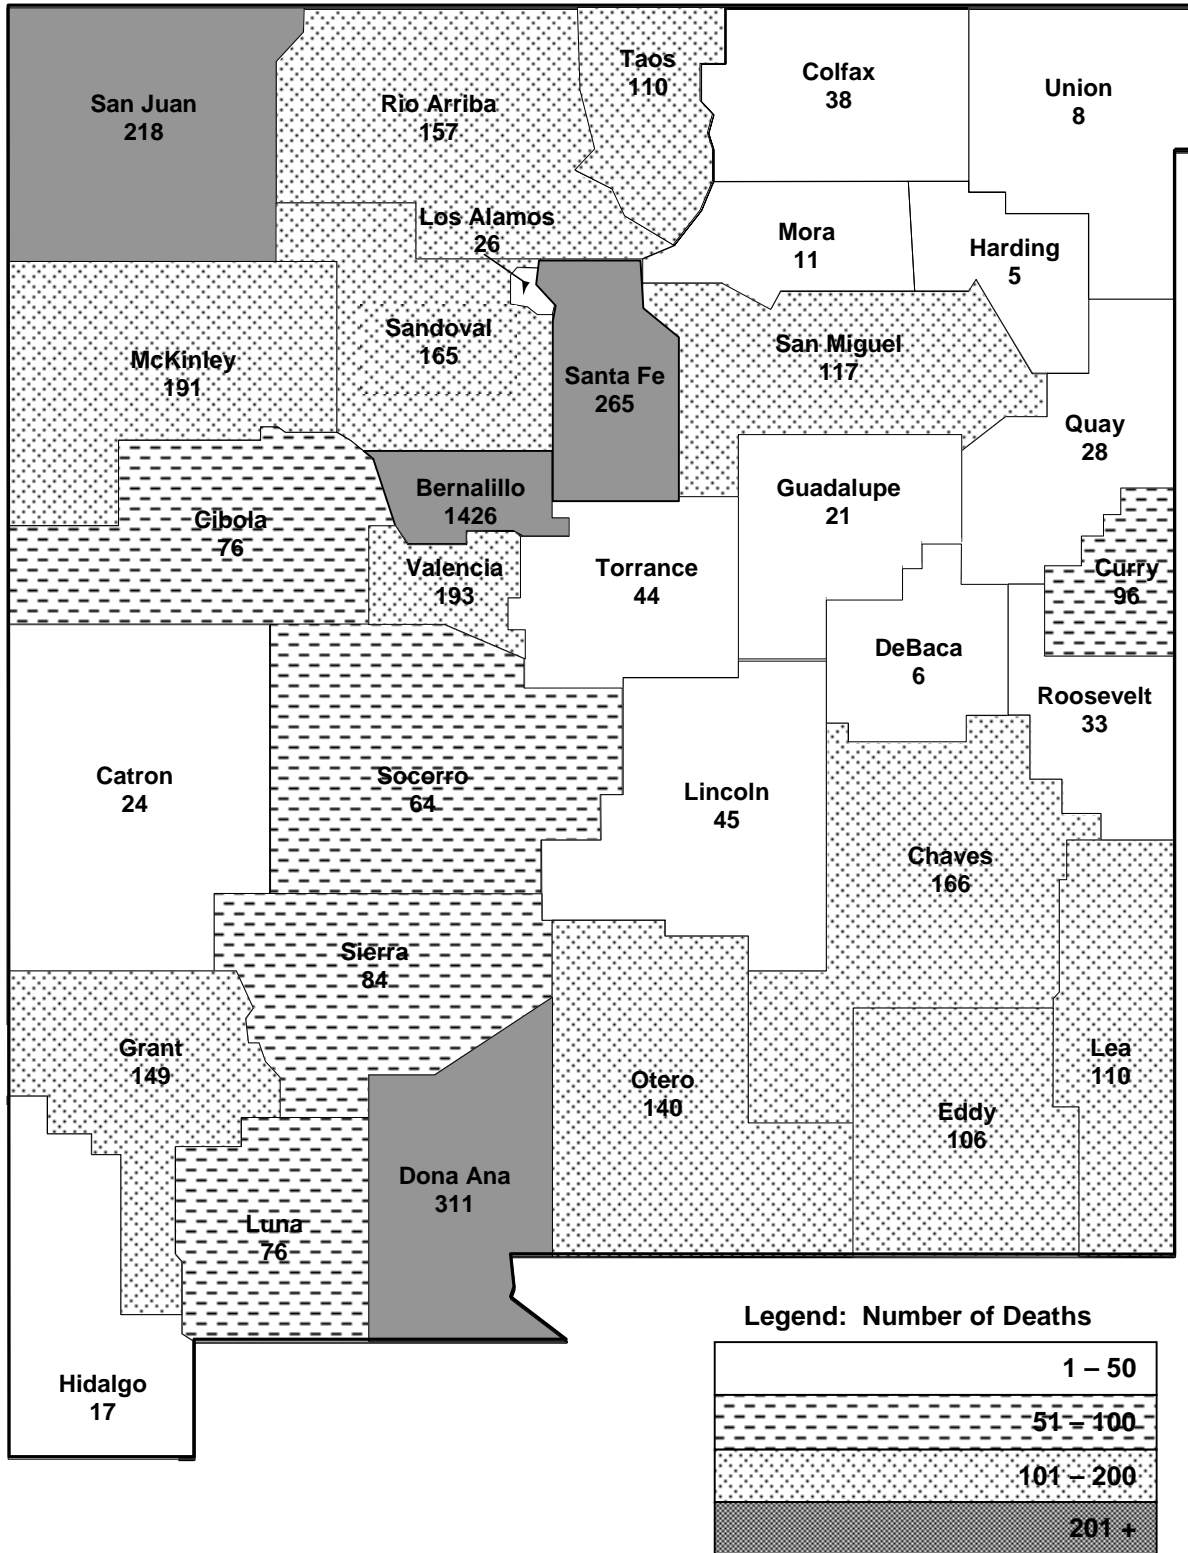 San Juan
218
Rio Arriba
157
Taos
110
Colfax
38
Union
8
Los Alamos
26
Mora
11
Harding
5
McKinley
191
Sandoval
165
Santa Fe
265
San Miguel
117
Quay
28
Bernalillo
1426
Guadalupe
21
Cibola
76
Valencia
193
Torrance
44
Curry
96
DeBaca
6
Roosevelt
33
Catron
24
Socorro
64
Lincoln
45
Chaves
166
Sierra
84
Grant
149
Otero
140
Lea
110
Eddy
106
Dona Ana
311
Luna
76
Hidalgo
17
Legend: Number of Deaths
1 – 50
51 – 100
101 – 200
201 +